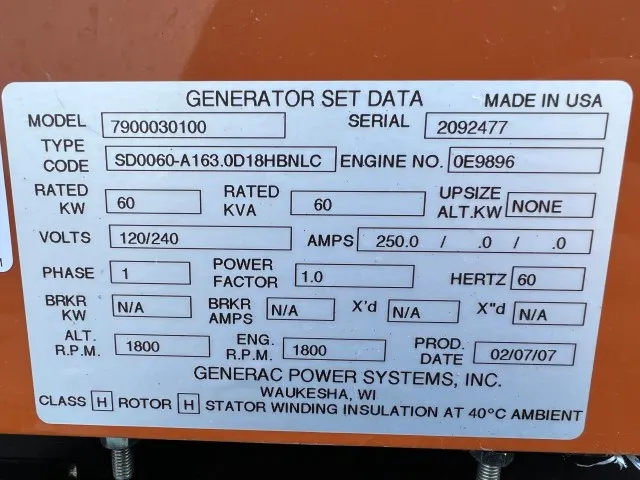 GENERATOR SET DATA MADE IN USA
MODEL 7900030100 SERIAL 2092477
TYPE CODE SD0060-A163.0D18HBNLC ENGINE NO. 0E9896
RATED KW 60 RATED KVA 60 UPSIZE ALT.KW NONE
VOLTS 120/240 AMPS 250.0 / .0 / .0
PHASE 1 POWER FACTOR 1.0 HERTZ 60
BRKR KW N/A BRKR AMPS N/A X'd N/A X"d N/A
ALT. R.P.M. 1800 ENG. R.P.M. 1800 PROD. DATE 02/07/07
GENERAC POWER SYSTEMS, INC.
WAUKESHA, WI
CLASS H ROTOR H STATOR WINDING INSULATION AT 40°C AMBIENT